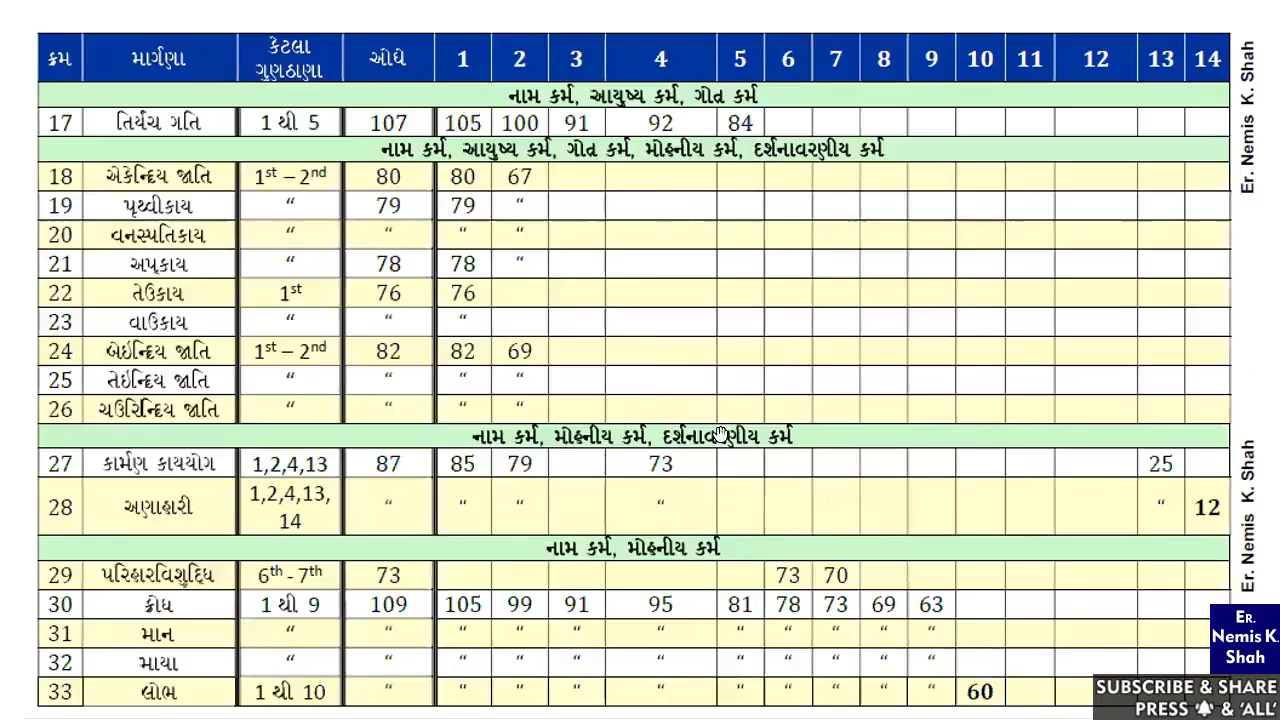 ક્રમ માર્ગણા કેટલા ગુણઠાણા ઓઘે 1 2 3 4 5 6 7 8 9 10 11 12 13 14
નામ કર્મ, આયુષ્ય કર્મ, ગોત્ર કર્મ
17 તિર્યંચ ગતિ 1 થી 5 107 105 100 91 92 84
નામ કર્મ, આયુષ્ય કર્મ, ગોત્ર કર્મ, મોહનીય કર્મ, દર્શનાવરણીય કર્મ
18 એકેન્દ્રિય જાતિ 1st – 2nd 80 80 67
19 પૃથ્વીકાય “ 79 79 “
20 વનસ્પતિકાય “ “ “ “
21 અપ્કાય “ 78 78 “
22 તેઉકાય 1st 76 76
23 વાઉકાય “ “ “
24 બેઇન્દ્રિય જાતિ 1st – 2nd 82 82 69
25 તેઇન્દ્રિય જાતિ “ “ “ “
26 ચઉરિન્દ્રિય જાતિ “ “ “ “
નામ કર્મ, મોહનીય કર્મ, દર્શનાવરણીય કર્મ
27 કાર્મણ કાયયોગ 1,2,4,13 87 85 79 73 25
28 અણાહારી 1,2,4,13, 14 “ “ “ “ “ 12
નામ કર્મ, મોહનીય કર્મ
29 પરિહારવિશુદ્ધિ 6th - 7th 73 73 70
30 ક્રોધ 1 થી 9 109 105 99 91 95 81 78 73 69 63
31 માન “ “ “ “ “ “ “ “ “ “ “
32 માયા “ “ “ “ “ “ “ “ “ “ “
33 લોભ 1 થી 10 “ “ “ “ “ “ “ “ “ “ 60
Er. Nemis K. Shah
Er. Nemis K. Shah
ER.
Nemis K.
Shah
SUBSCRIBE & SHARE
PRESS & ‘ALL’